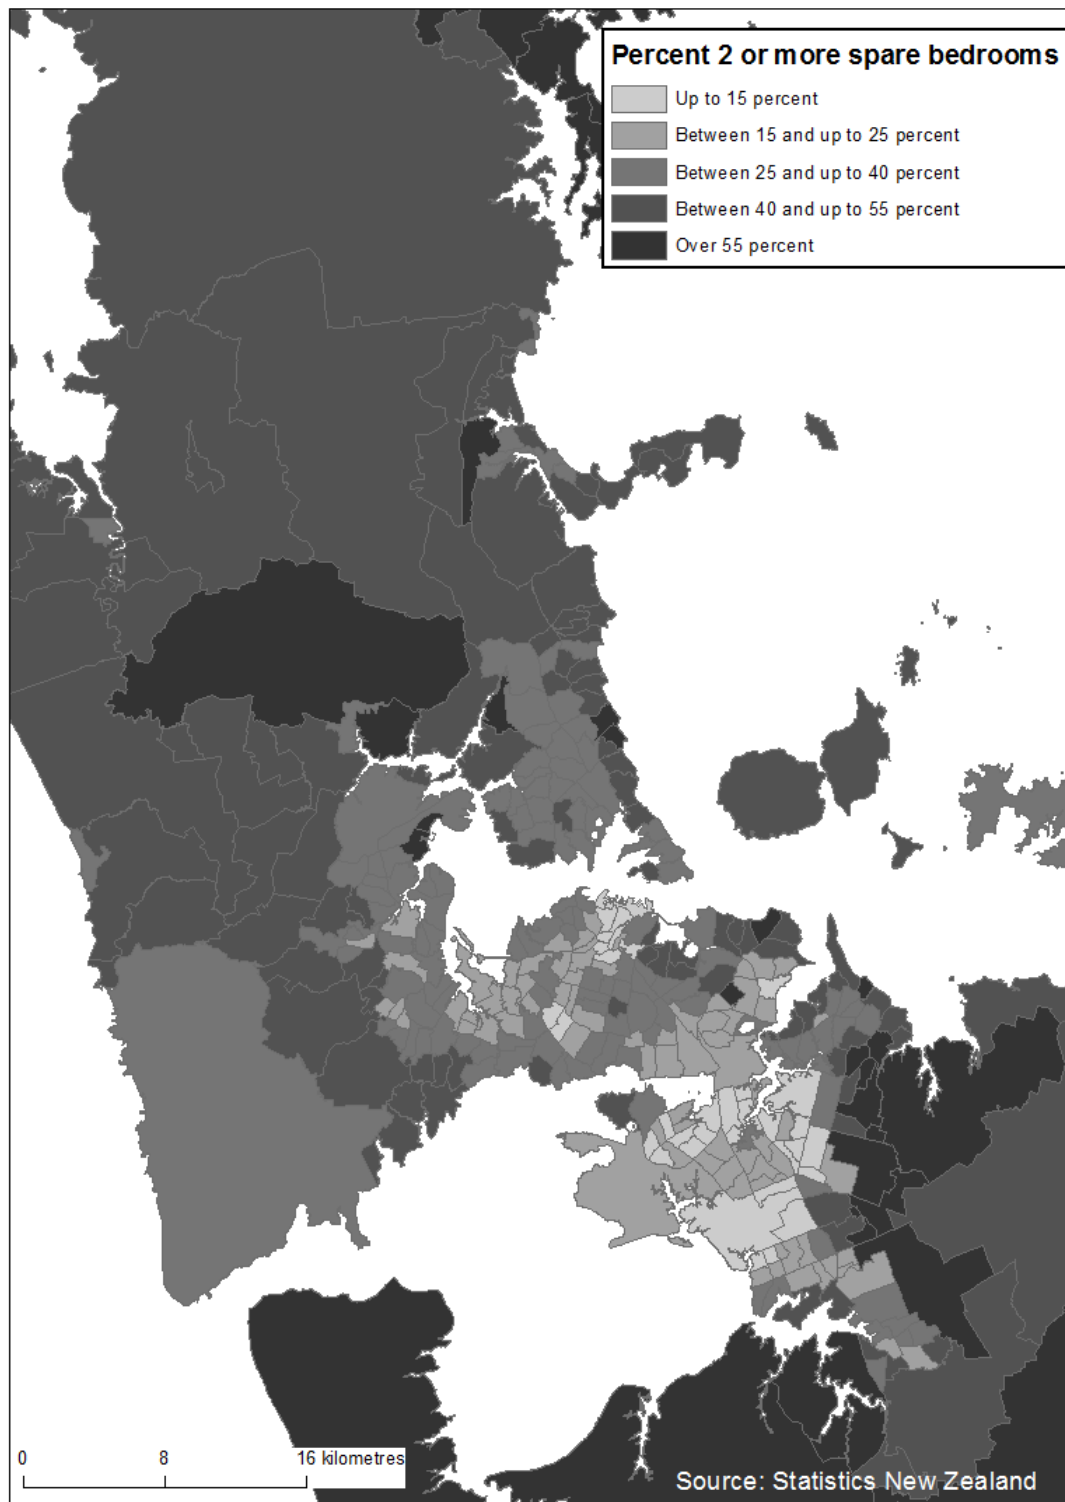 Percent 2 or more spare bedrooms
Up to 15 percent
Between 15 and up to 25 percent
Between 25 and up to 40 percent
Between 40 and up to 55 percent
Over 55 percent
0 8 16 kilometres
Source: Statistics New Zealand